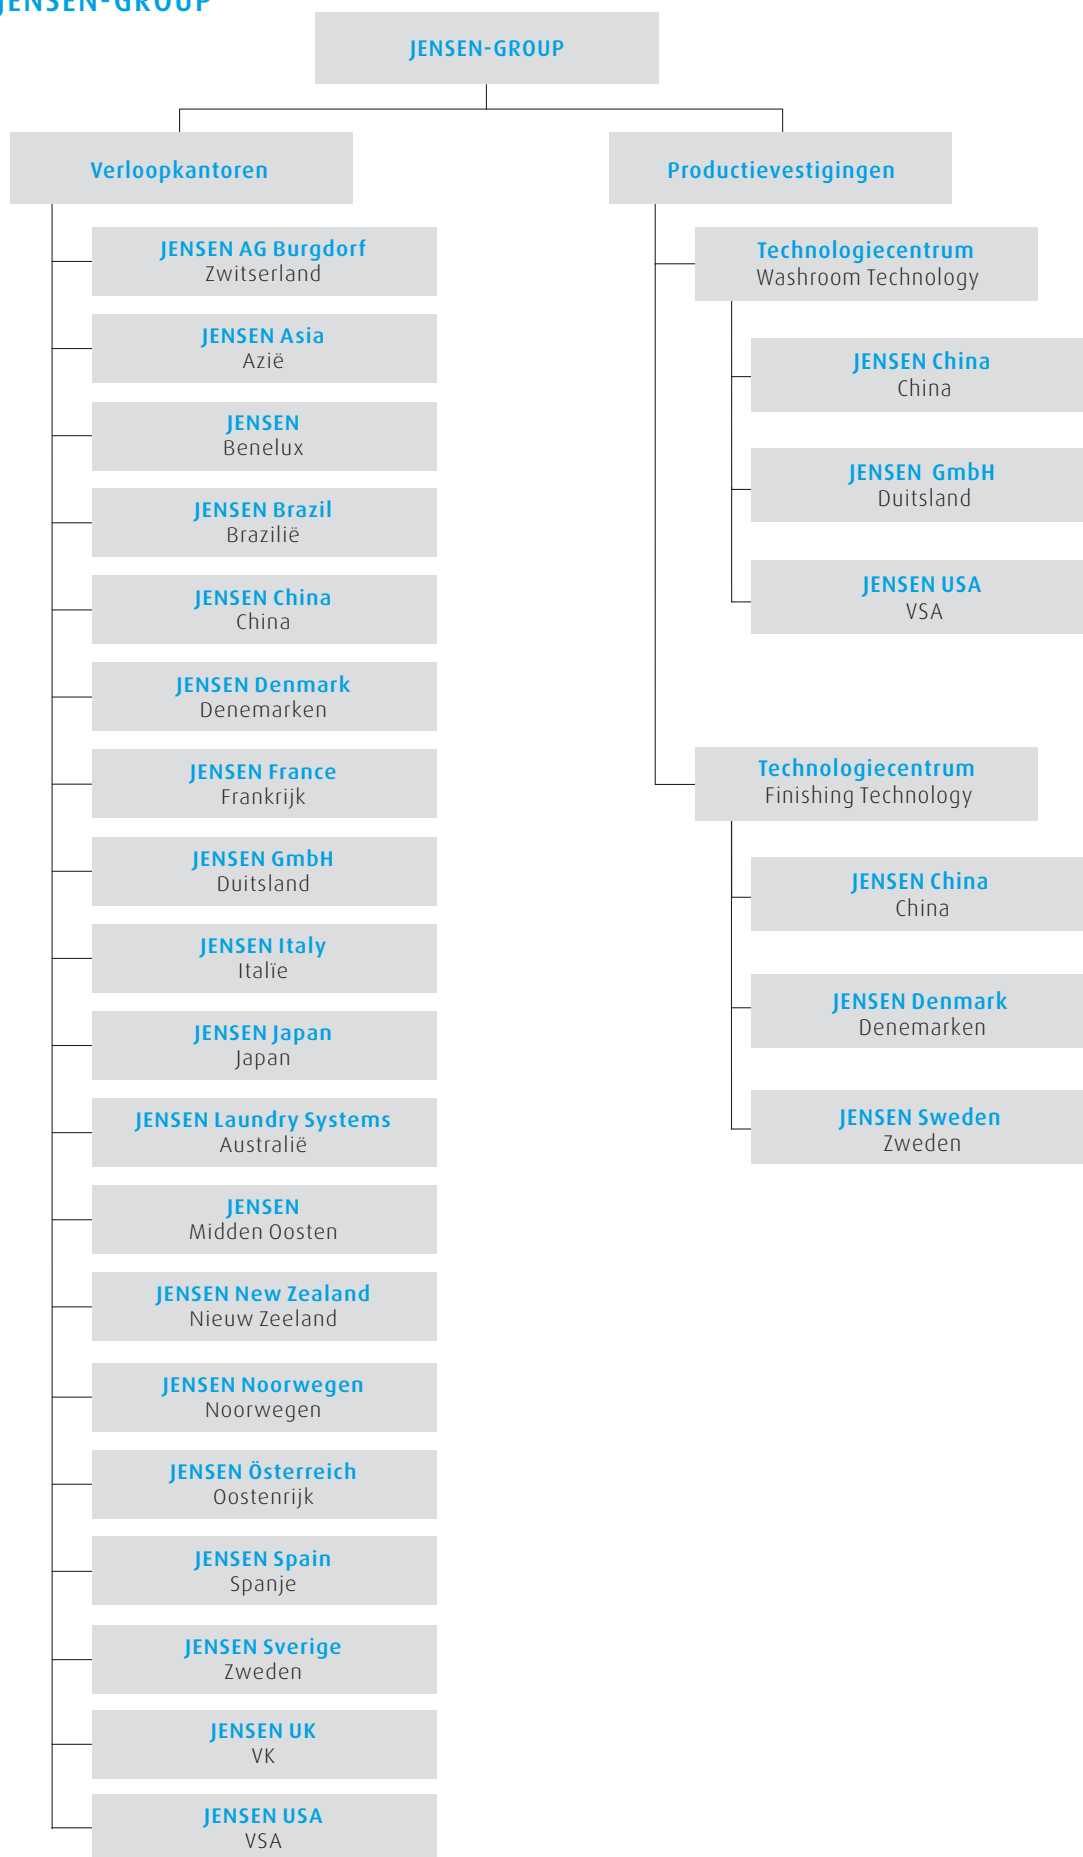 JENSEN-GROUP
JENSEN-GROUP
Verloopkantoren
JENSEN AG Burgdorf
Zwitserland
JENSEN Asia
Azië
JENSEN
Benelux
JENSEN Brazil
Brazilië
JENSEN China
China
JENSEN Denmark
Denemarken
JENSEN France
Frankrijk
JENSEN GmbH
Duitsland
JENSEN Italy
Italïe
JENSEN Japan
Japan
JENSEN Laundry Systems
Australië
JENSEN
Midden Oosten
JENSEN New Zealand
Nieuw Zeeland
JENSEN Noorwegen
Noorwegen
JENSEN Österreich
Oostenrijk
JENSEN Spain
Spanje
JENSEN Sverige
Zweden
JENSEN UK
VK
JENSEN USA
VSA
Productievestigingen
Technologiecentrum
Washroom Technology
JENSEN China
China
JENSEN GmbH
Duitsland
JENSEN USA
VSA
Technologiecentrum
Finishing Technology
JENSEN China
China
JENSEN Denmark
Denemarken
JENSEN Sweden
Zweden